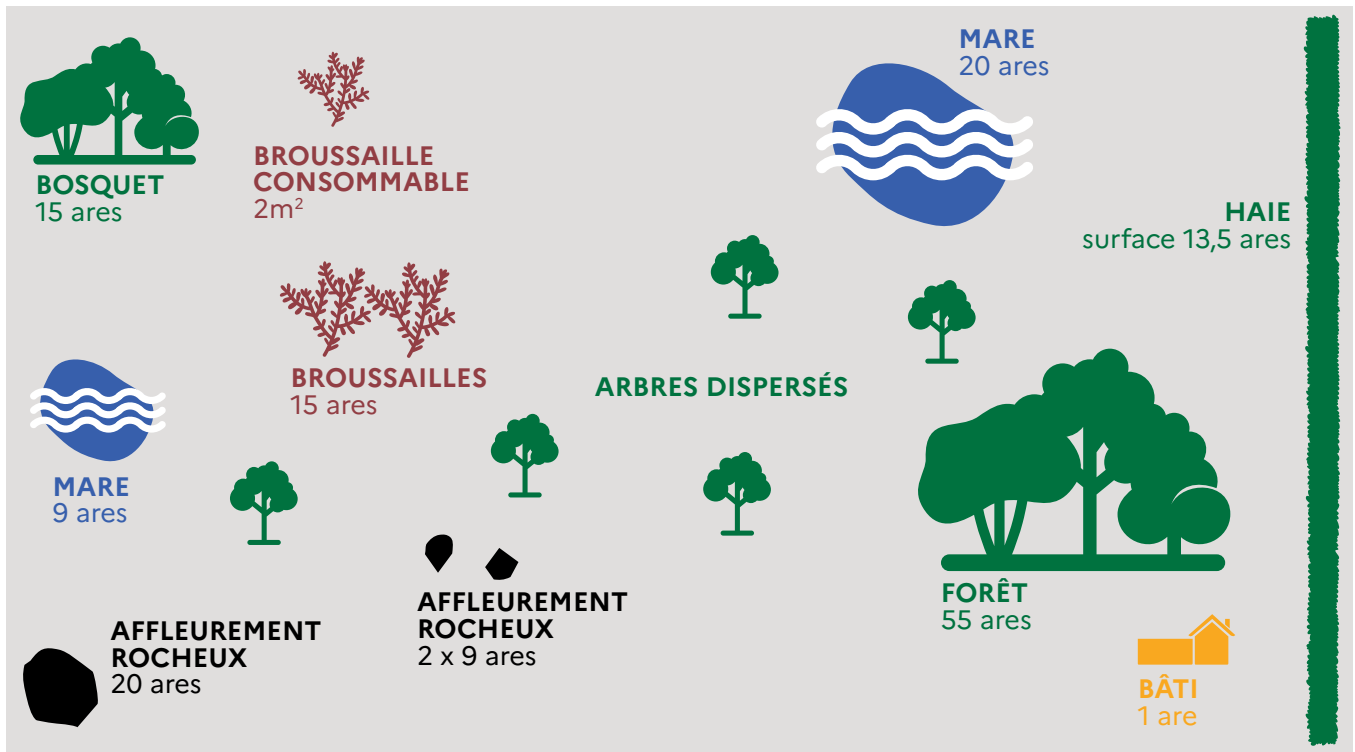 MARE
20 ares
BOSQUET
15 ares
BROUSSAILLE
CONSOMMABLE
2m²
HAIE
surface 13,5 ares
BROUSSAILLES
15 ares
ARBRES DISPERSÉS
MARE
9 ares
AFFLEUREMENT
ROCHEUX
2 x 9 ares
FORÊT
55 ares
AFFLEUREMENT
ROCHEUX
20 ares
BÂTI
1 are